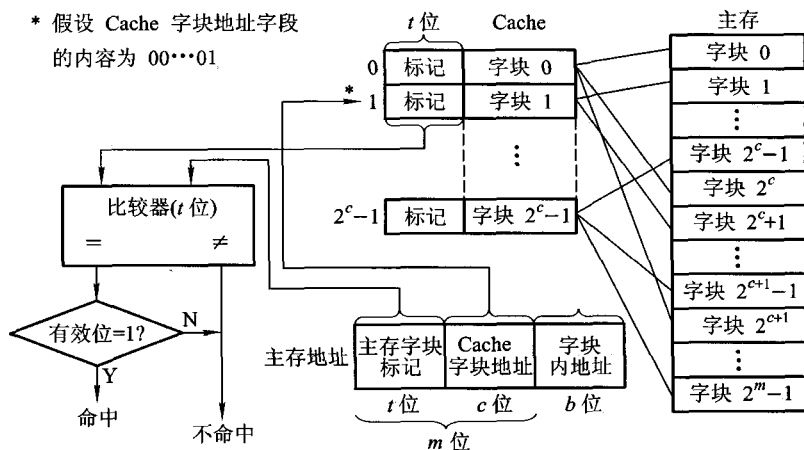 * 假设 Cache 字块地址字段
的内容为 00⋯01
t 位
Cache
主存
0
标记
字块 0
*
1
标记
字块 1
⋮
2^c−1
标记
字块 2^c−1
字块 0
字块 1
⋮
字块 2^c−1
字块 2^c
字块 2^c+1
⋮
字块 2^{c+1}−1
字块 2^{c+1}
⋮
字块 2^m−1
比较器(t 位)
= ≠
有效位=1?
N
Y
命中
不命中
主存地址
主存字块
标记
Cache
字块地址
字块
内地址
t 位
c 位
b 位
m 位